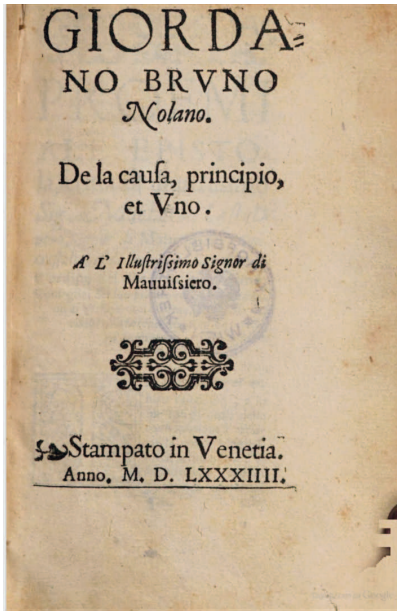 GIORDA=
NO BRVNO
Nolano.
De la cauſa, principio,
et Vno.
A' L' Illuſtriſsimo Signor di
Mauuiſsiero.
Stampato in Venetia.
Anno. M. D. LXXXIIII.